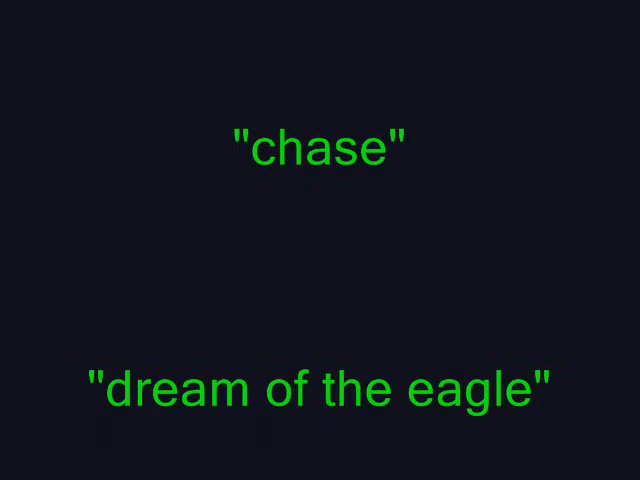 "chase"
"dream of the eagle"